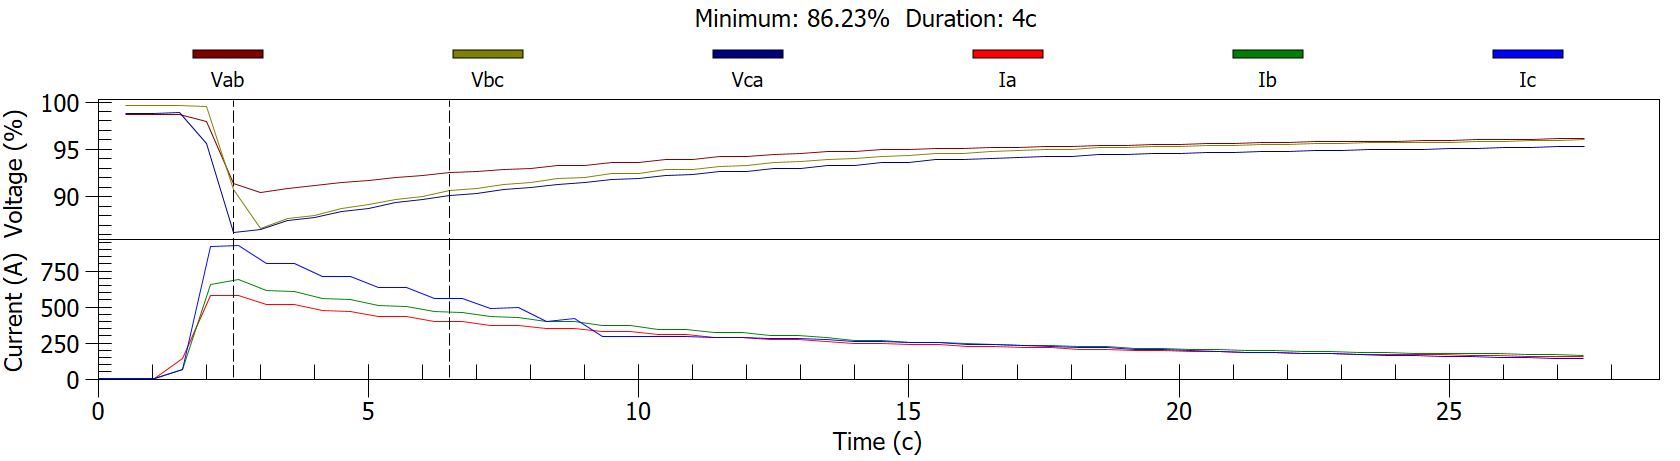 Minimum: 86.23%  Duration: 4c
Vab Vbc Vca Ia Ib Ic
Voltage (%)
100
95
90
Current (A)
750
500
250
0
0 5 10 15 20 25
Time (c)